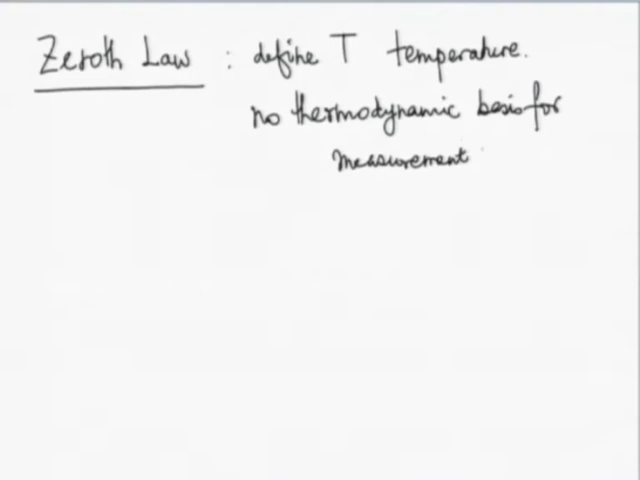 Zeroth Law : define T temperature.
no thermodynamic basis for
measurement